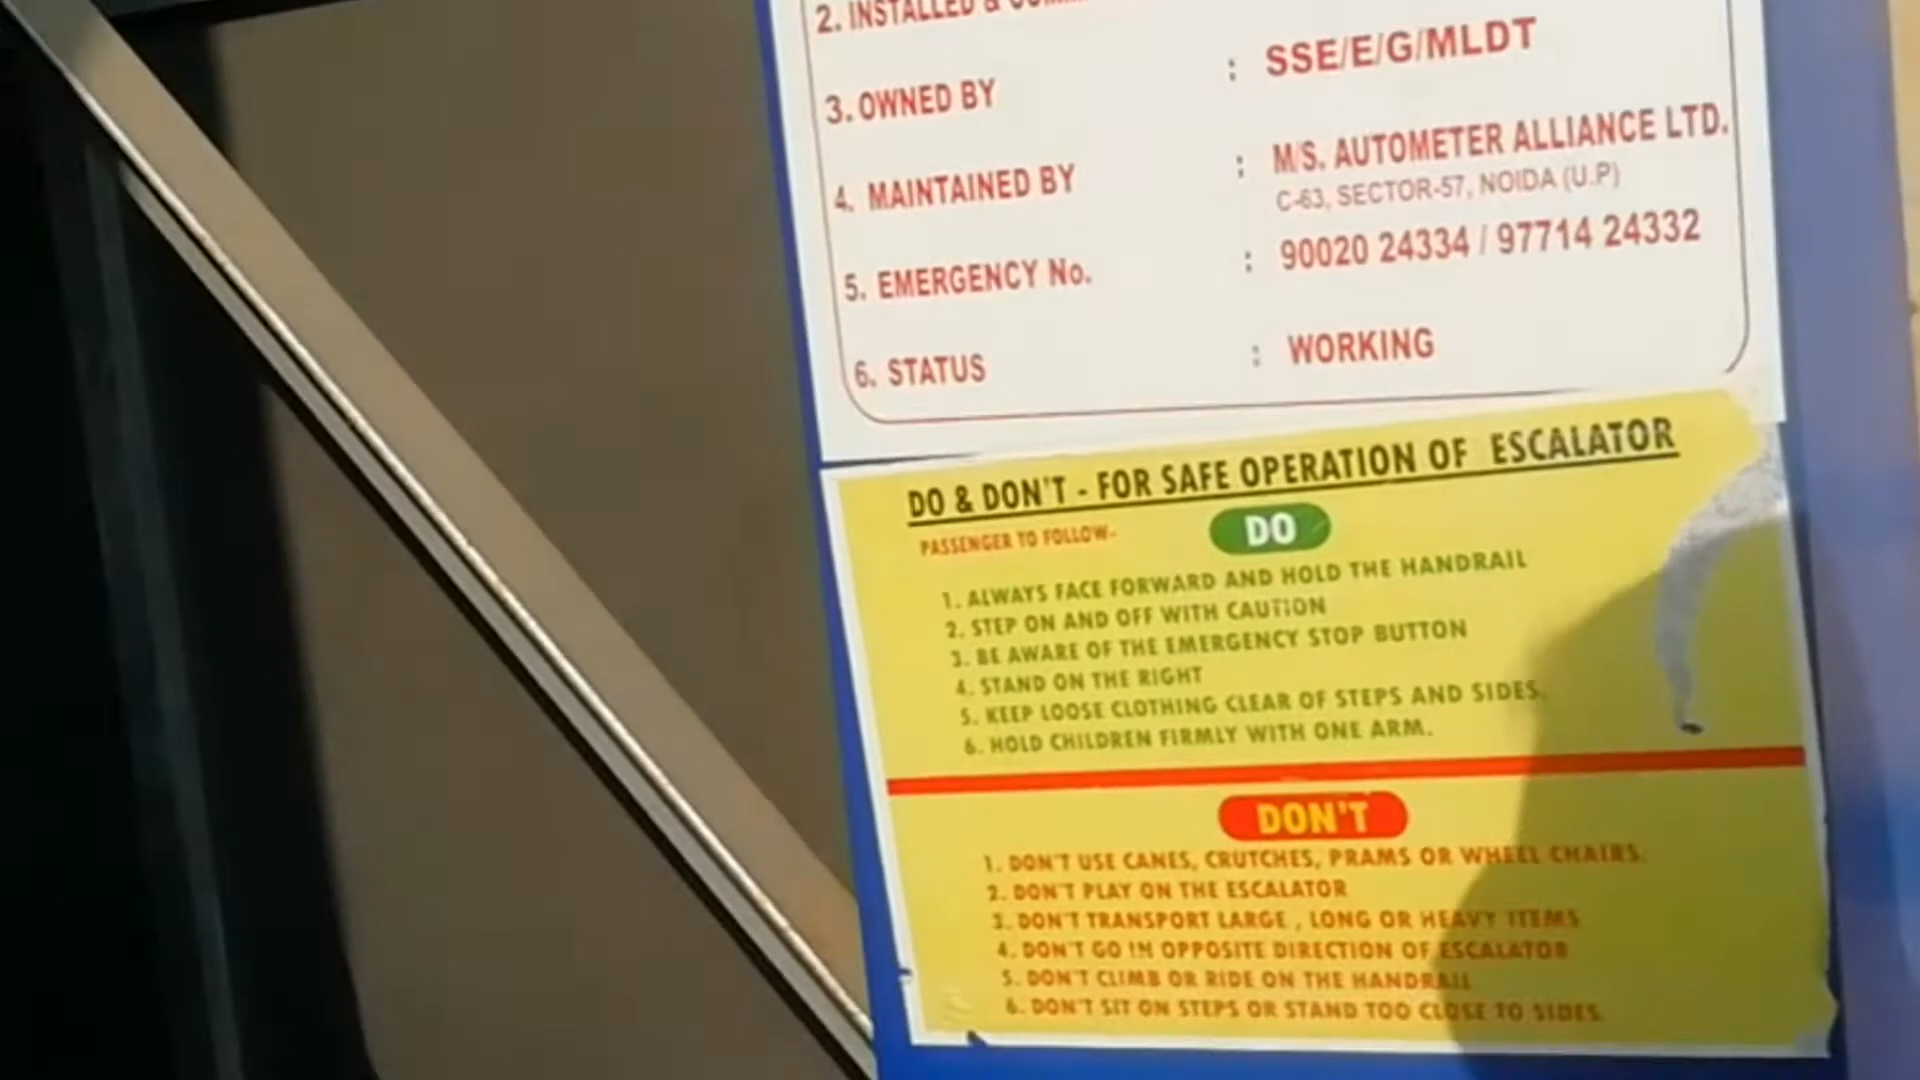 2. INSTALLED &
3. OWNED BY : SSE/E/G/MLDT
4. MAINTAINED BY : M/S. AUTOMETER ALLIANCE LTD.
C-63, SECTOR-57, NOIDA (U.P)
5. EMERGENCY No. : 90020 24334 / 97714 24332
6. STATUS : WORKING
DO & DON'T - FOR SAFE OPERATION OF ESCALATOR
PASSENGER TO FOLLOW-
DO
1. ALWAYS FACE FORWARD AND HOLD THE HANDRAIL
2. STEP ON AND OFF WITH CAUTION
3. BE AWARE OF THE EMERGENCY STOP BUTTON
4. STAND ON THE RIGHT
5. KEEP LOOSE CLOTHING CLEAR OF STEPS AND SIDES.
6. HOLD CHILDREN FIRMLY WITH ONE ARM.
DON'T
1. DON'T USE CANES, CRUTCHES, PRAMS OR WHEEL CHAIRS.
2. DON'T PLAY ON THE ESCALATOR
3. DON'T TRANSPORT LARGE , LONG OR HEAVY ITEMS
4. DON'T GO IN OPPOSITE DIRECTION OF ESCALATOR
5. DON'T CLIMB OR RIDE ON THE HANDRAIL
6. DON'T SIT ON STEPS OR STAND TOO CLOSE TO SIDES.